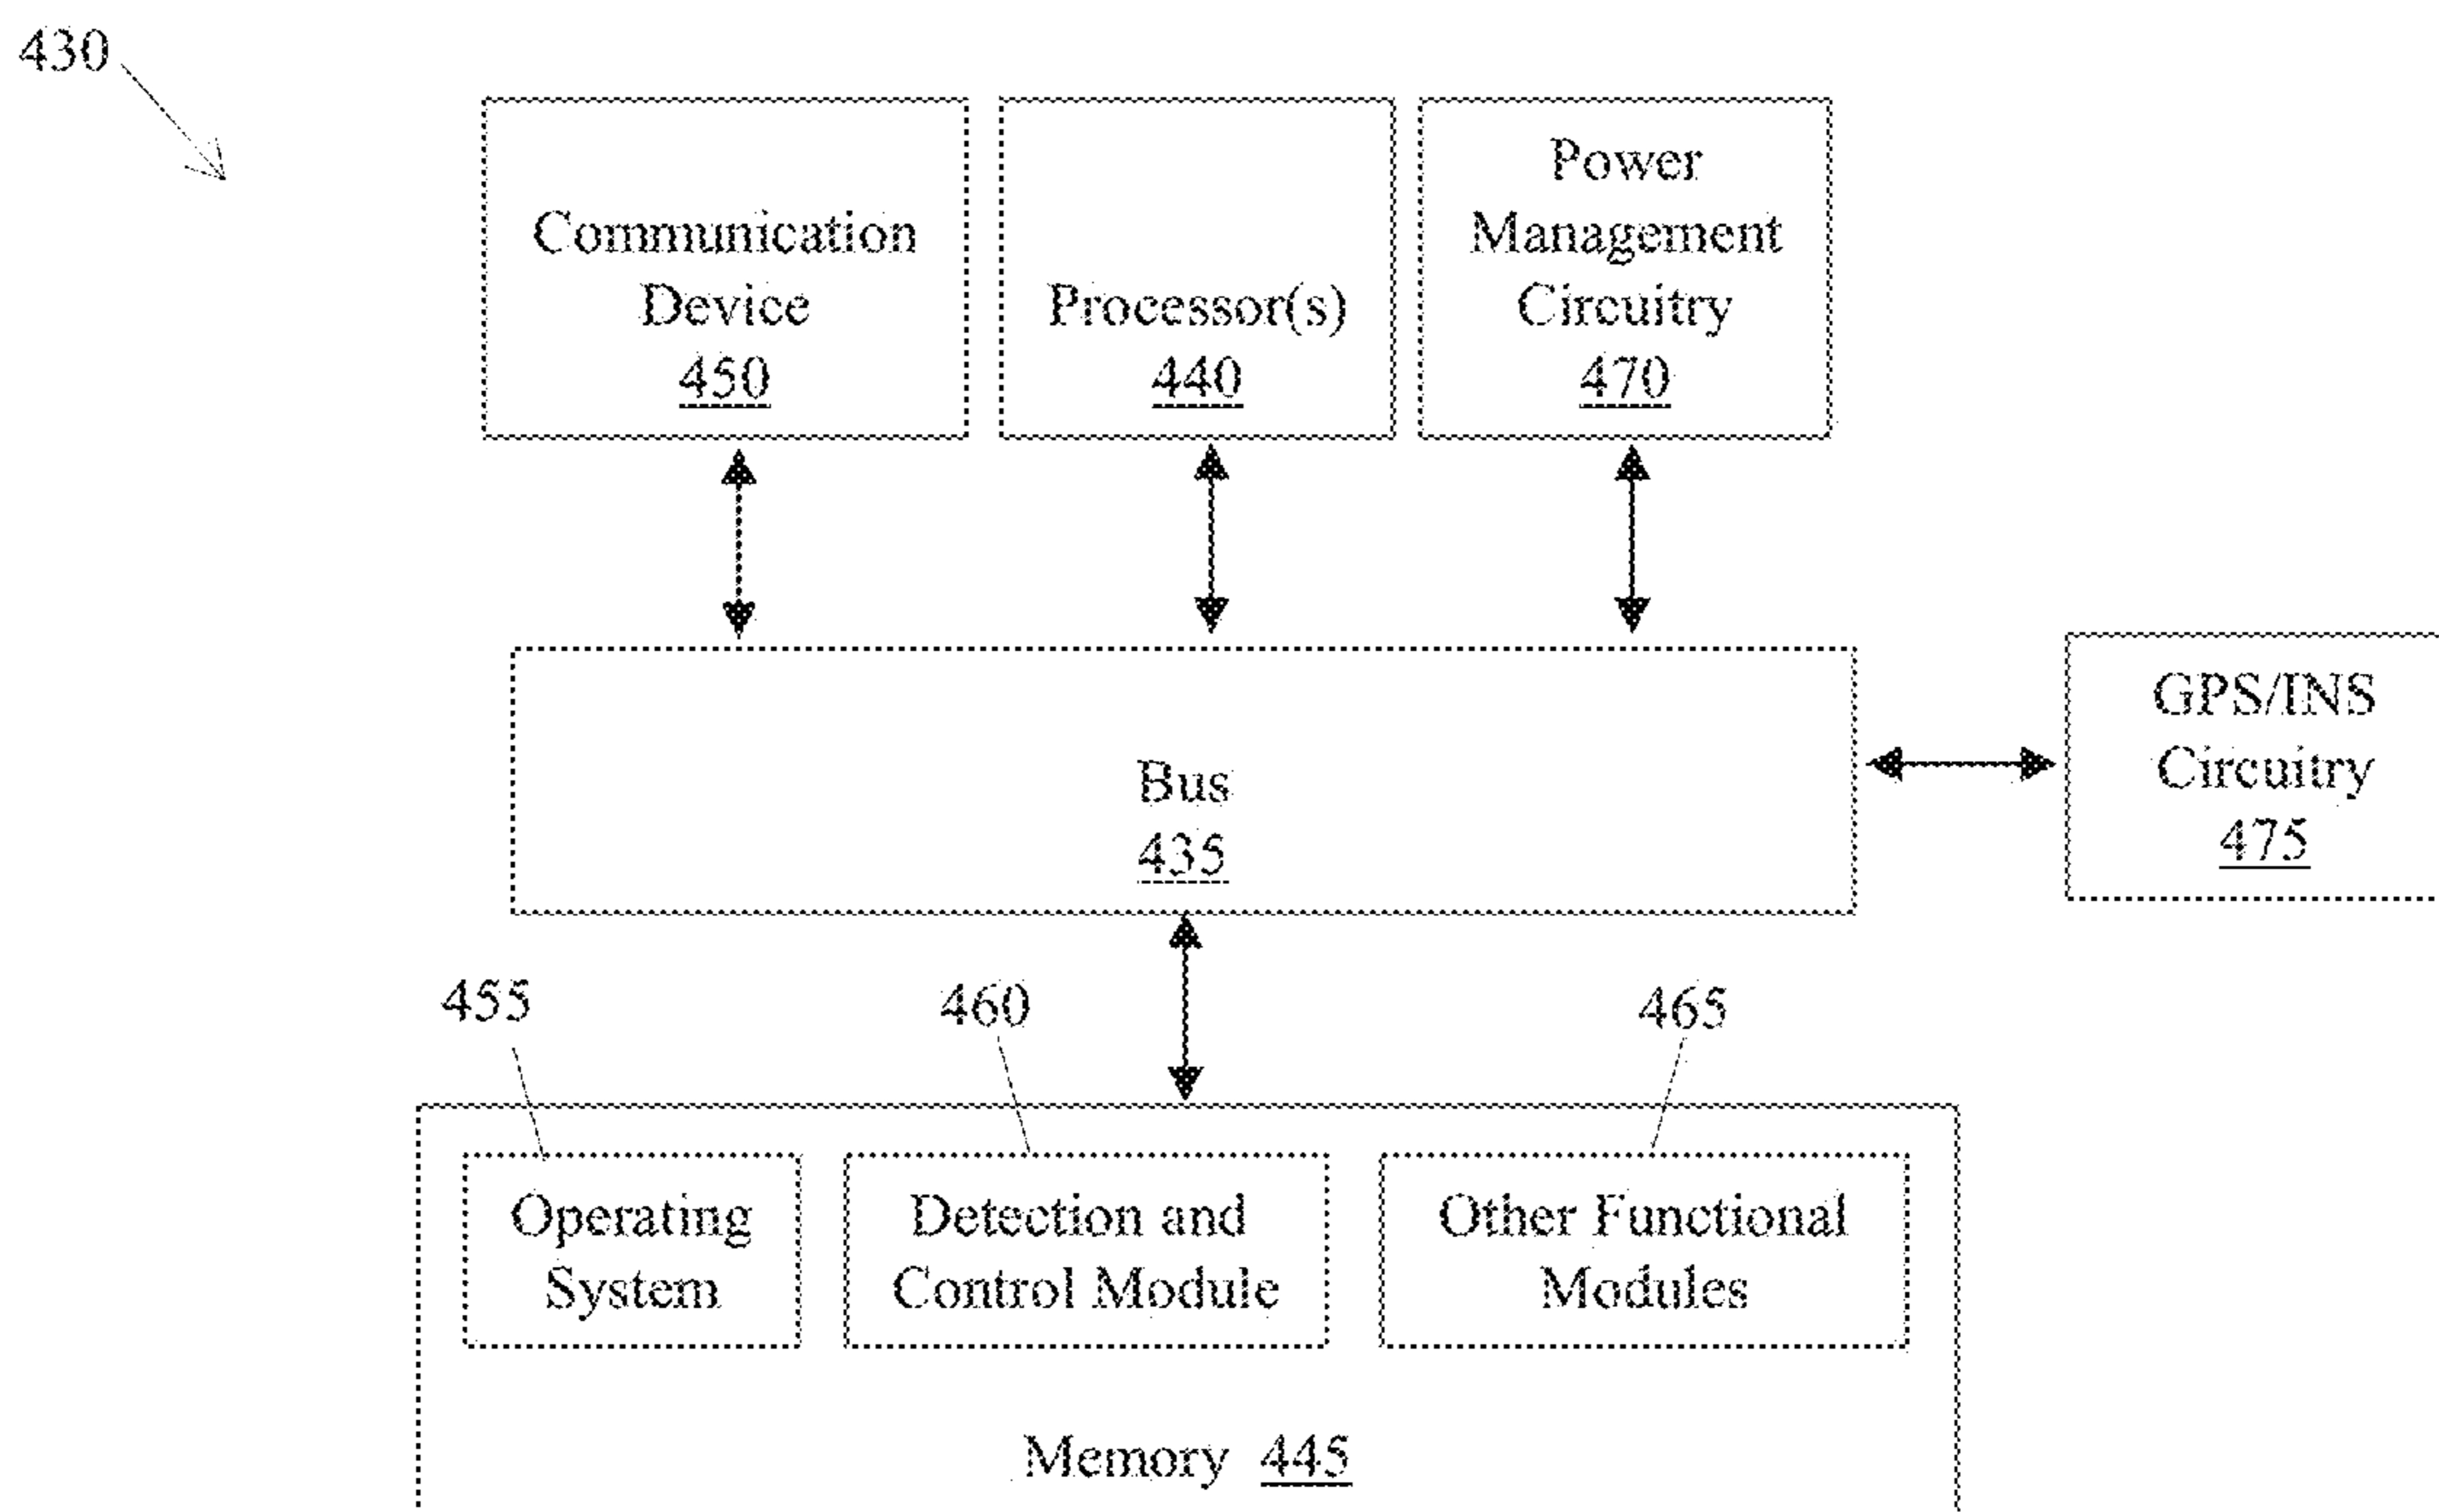 430
Communication
Device
450
Processor(s)
440
Power
Management
Circuitry
470
Bus
435
GPS/INS
Circuitry
475
455
460
465
Operating
System
Detection and
Control Module
Other Functional
Modules
Memory 445